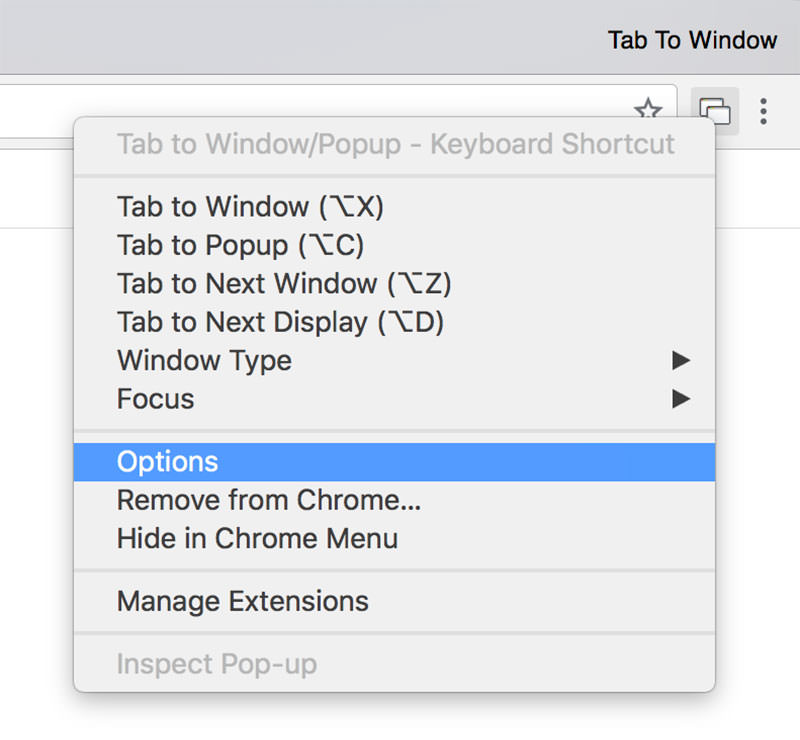 Tab To Window
Tab to Window/Popup - Keyboard Shortcut
Tab to Window (⌥X)
Tab to Popup (⌥C)
Tab to Next Window (⌥Z)
Tab to Next Display (⌥D)
Window Type
Focus
Options
Remove from Chrome...
Hide in Chrome Menu
Manage Extensions
Inspect Pop-up